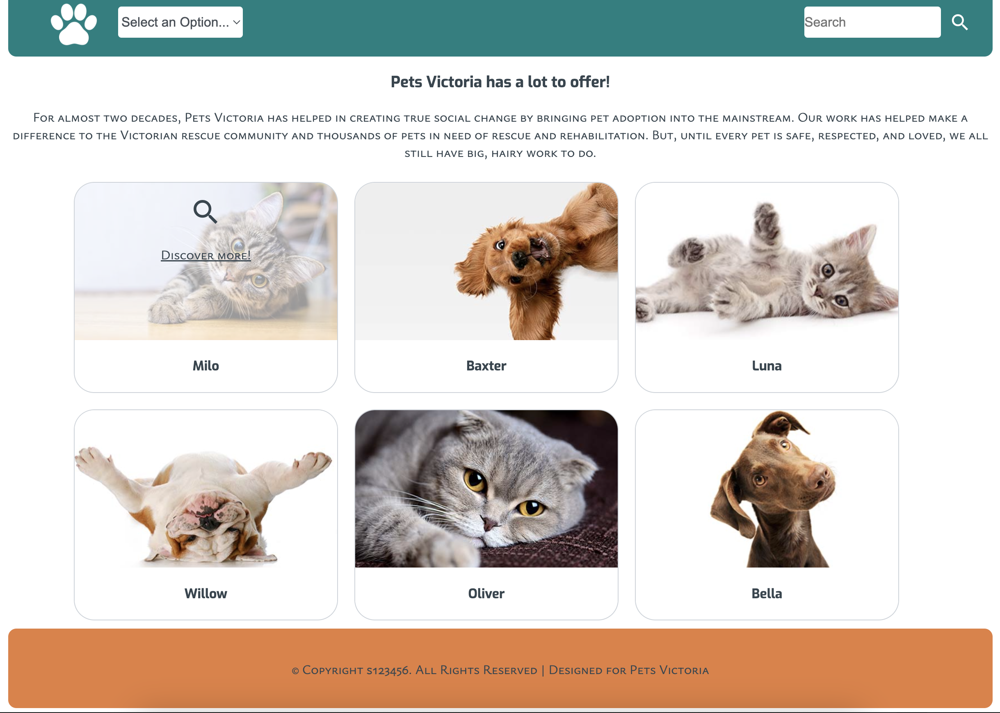 Select an Option...
Search
Pets Victoria has a lot to offer!
For almost two decades, Pets Victoria has helped in creating true social change by bringing pet adoption into the mainstream. Our work has helped make a
difference to the Victorian rescue community and thousands of pets in need of rescue and rehabilitation. But, until every pet is safe, respected, and loved, we all
still have big, hairy work to do.
Discover more!
Milo
Baxter
Luna
Willow
Oliver
Bella
© Copyright s123456. All Rights Reserved | Designed for Pets Victoria